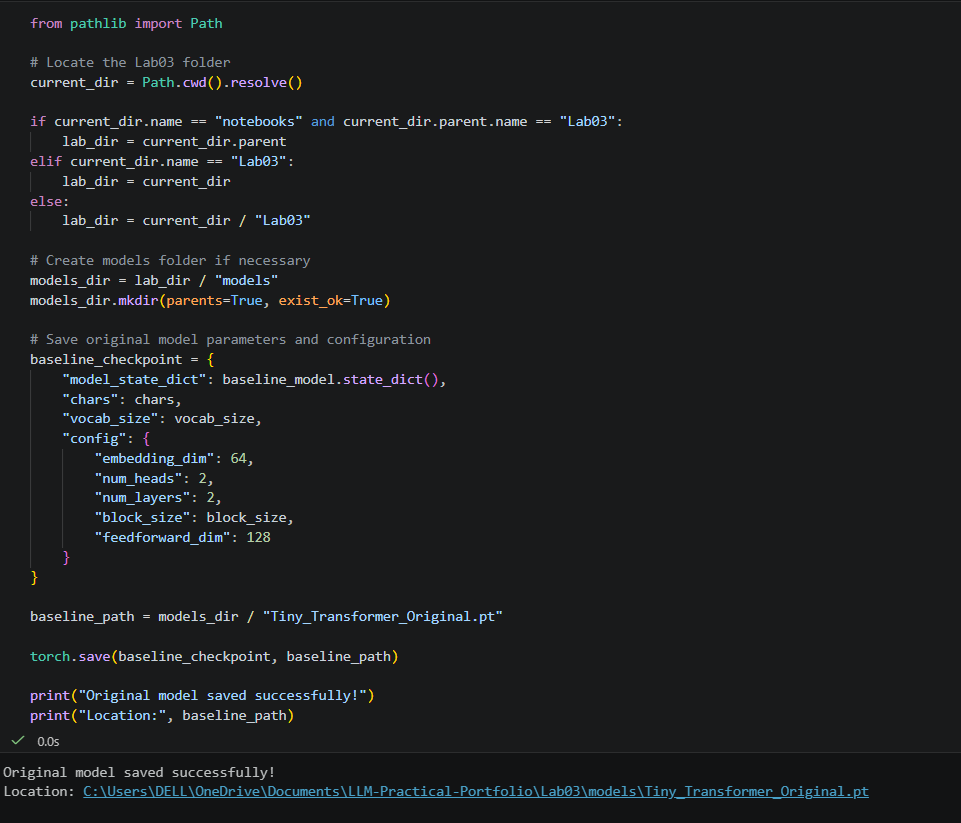 from pathlib import Path
# Locate the Lab03 folder
current_dir = Path.cwd().resolve()
if current_dir.name == "notebooks" and current_dir.parent.name == "Lab03":
    lab_dir = current_dir.parent
elif current_dir.name == "Lab03":
    lab_dir = current_dir
else:
    lab_dir = current_dir / "Lab03"
# Create models folder if necessary
models_dir = lab_dir / "models"
models_dir.mkdir(parents=True, exist_ok=True)
# Save original model parameters and configuration
baseline_checkpoint = {
    "model_state_dict": baseline_model.state_dict(),
    "chars": chars,
    "vocab_size": vocab_size,
    "config": {
        "embedding_dim": 64,
        "num_heads": 2,
        "num_layers": 2,
        "block_size": block_size,
        "feedforward_dim": 128
    }
}
baseline_path = models_dir / "Tiny_Transformer_Original.pt"
torch.save(baseline_checkpoint, baseline_path)
print("Original model saved successfully!")
print("Location:", baseline_path)
0.0s
Original model saved successfully!
Location: C:\Users\DELL\OneDrive\Documents\LLM-Practical-Portfolio\Lab03\models\Tiny_Transformer_Original.pt